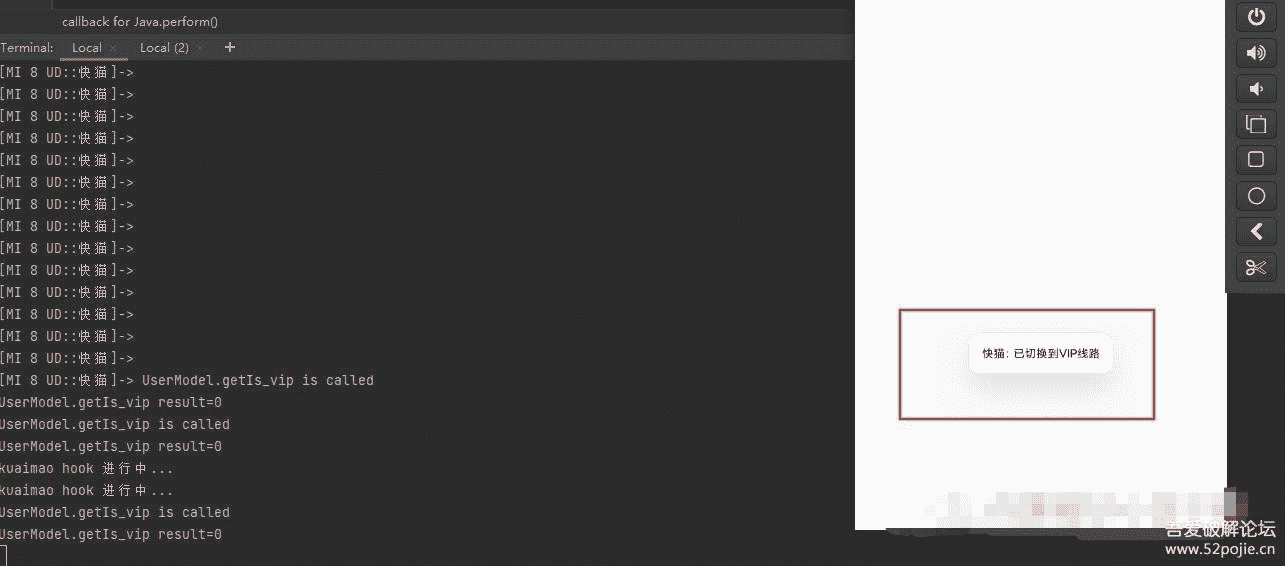 callback for Java.perform()
Terminal: Local × Local (2) × +
[MI 8 UD::快猫]->
[MI 8 UD::快猫]->
[MI 8 UD::快猫]->
[MI 8 UD::快猫]->
[MI 8 UD::快猫]->
[MI 8 UD::快猫]->
[MI 8 UD::快猫]->
[MI 8 UD::快猫]->
[MI 8 UD::快猫]->
[MI 8 UD::快猫]->
[MI 8 UD::快猫]->
[MI 8 UD::快猫]->
[MI 8 UD::快猫]->
[MI 8 UD::快猫]->
[MI 8 UD::快猫]-> UserModel.getIs_vip is called
UserModel.getIs_vip result=0
UserModel.getIs_vip is called
UserModel.getIs_vip result=0
kuaimao hook 进行中...
kuaimao hook 进行中...
UserModel.getIs_vip is called
UserModel.getIs_vip result=0
快猫：已切换到VIP线路
吾爱破解论坛
www.52pojie.cn